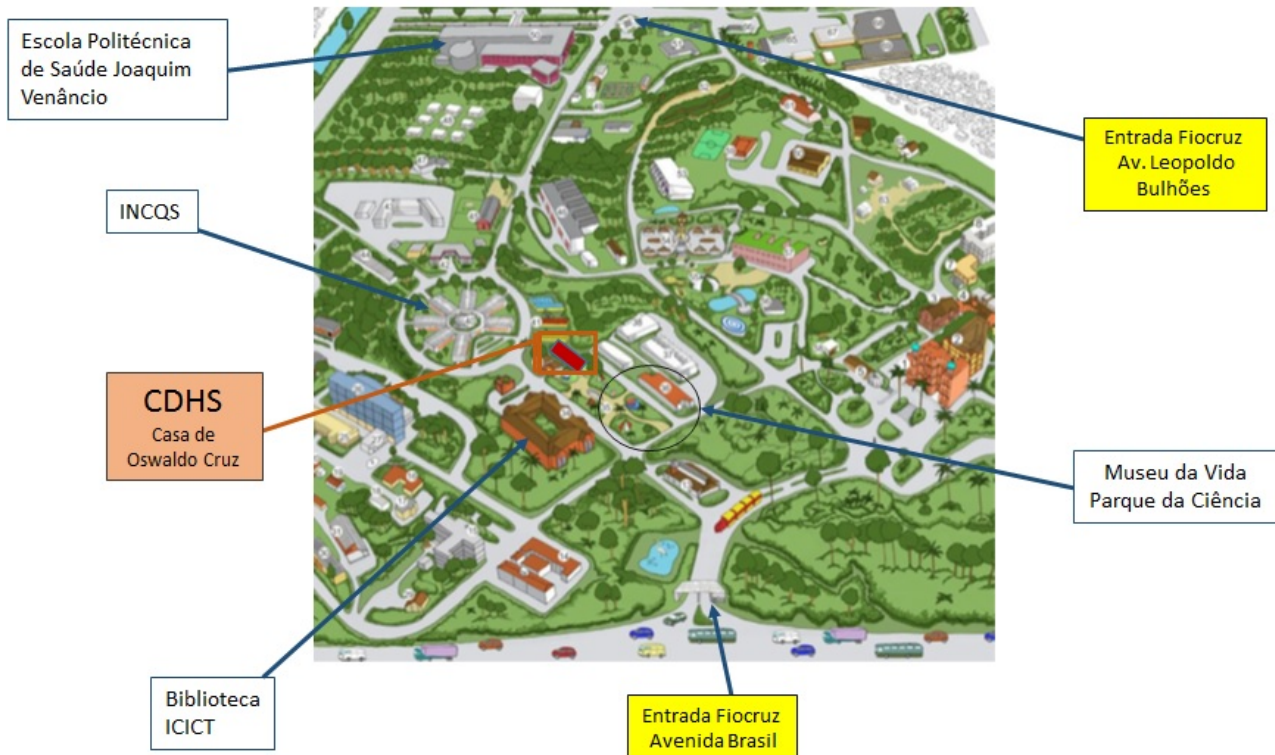 Escola Politécnica
de Saúde Joaquim
Venâncio
Entrada Fiocruz
Av. Leopoldo
Bulhões
INCQS
CDHS
Casa de
Oswaldo Cruz
Museu da Vida
Parque da Ciência
Biblioteca
ICICT
Entrada Fiocruz
Avenida Brasil